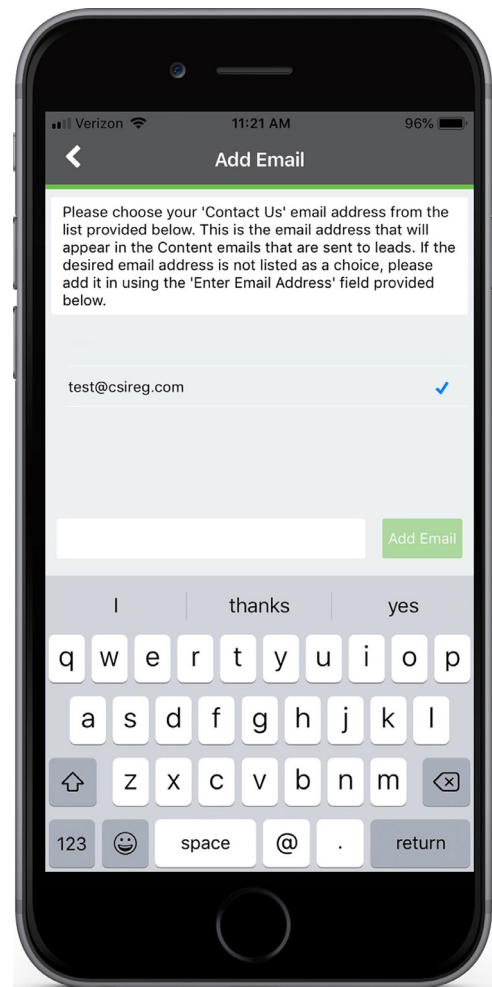 Verizon 11:21 AM 96%
Add Email
Please choose your 'Contact Us' email address from the
list provided below. This is the email address that will
appear in the Content emails that are sent to leads. If the
desired email address is not listed as a choice, please
add it in using the 'Enter Email Address' field provided
below.
test@csireg.com
Add Email
I thanks yes
q w e r t y u i o p
a s d f g h j k l
z x c v b n m
123 space @ . return